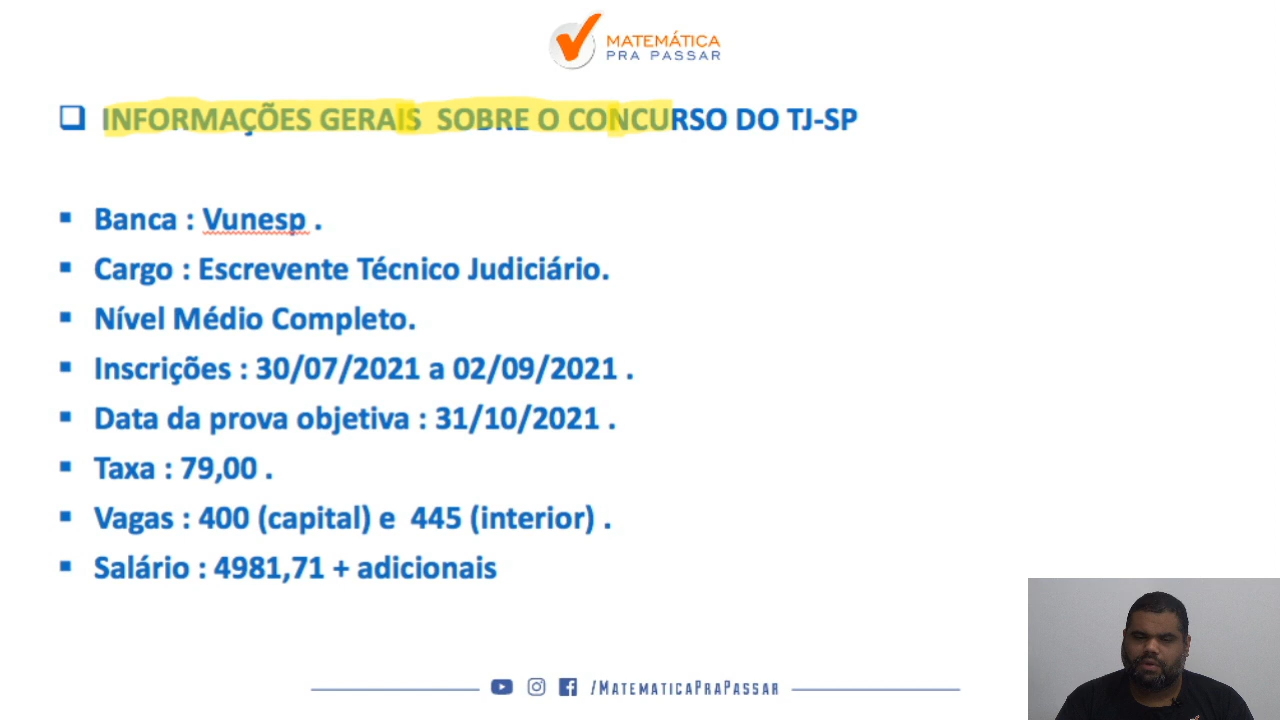 MATEMÁTICA
PRA PASSAR
INFORMAÇÕES GERAIS SOBRE O CONCURSO DO TJ-SP
Banca : Vunesp .
Cargo : Escrevente Técnico Judiciário.
Nível Médio Completo.
Inscrições : 30/07/2021 a 02/09/2021 .
Data da prova objetiva : 31/10/2021 .
Taxa : 79,00 .
Vagas : 400 (capital) e 445 (interior) .
Salário : 4981,71 + adicionais
/MATEMATICAPRAPASSAR